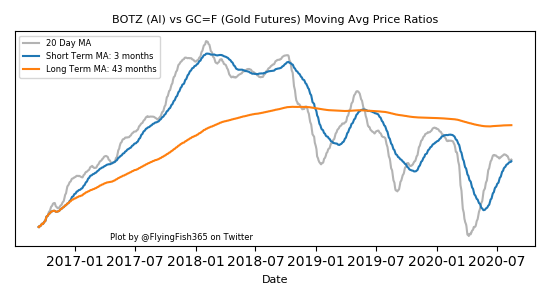 BOTZ (AI) vs GC=F (Gold Futures) Moving Avg Price Ratios
20 Day MA
Short Term MA: 3 months
Long Term MA: 43 months
Plot by @FlyingFish365 on Twitter
2017-01 2017-07 2018-01 2018-07 2019-01 2019-07 2020-01 2020-07
Date